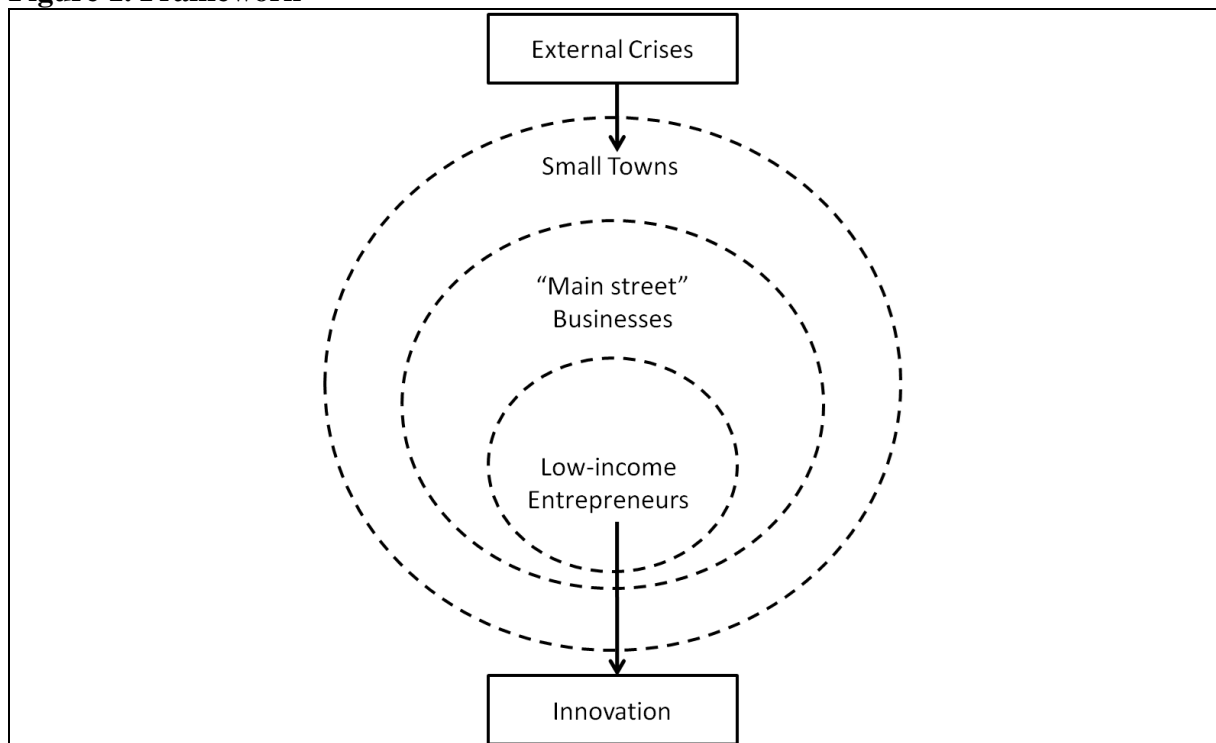 External Crises
Small Towns
“Main street”
Businesses
Low-income
Entrepreneurs
Innovation